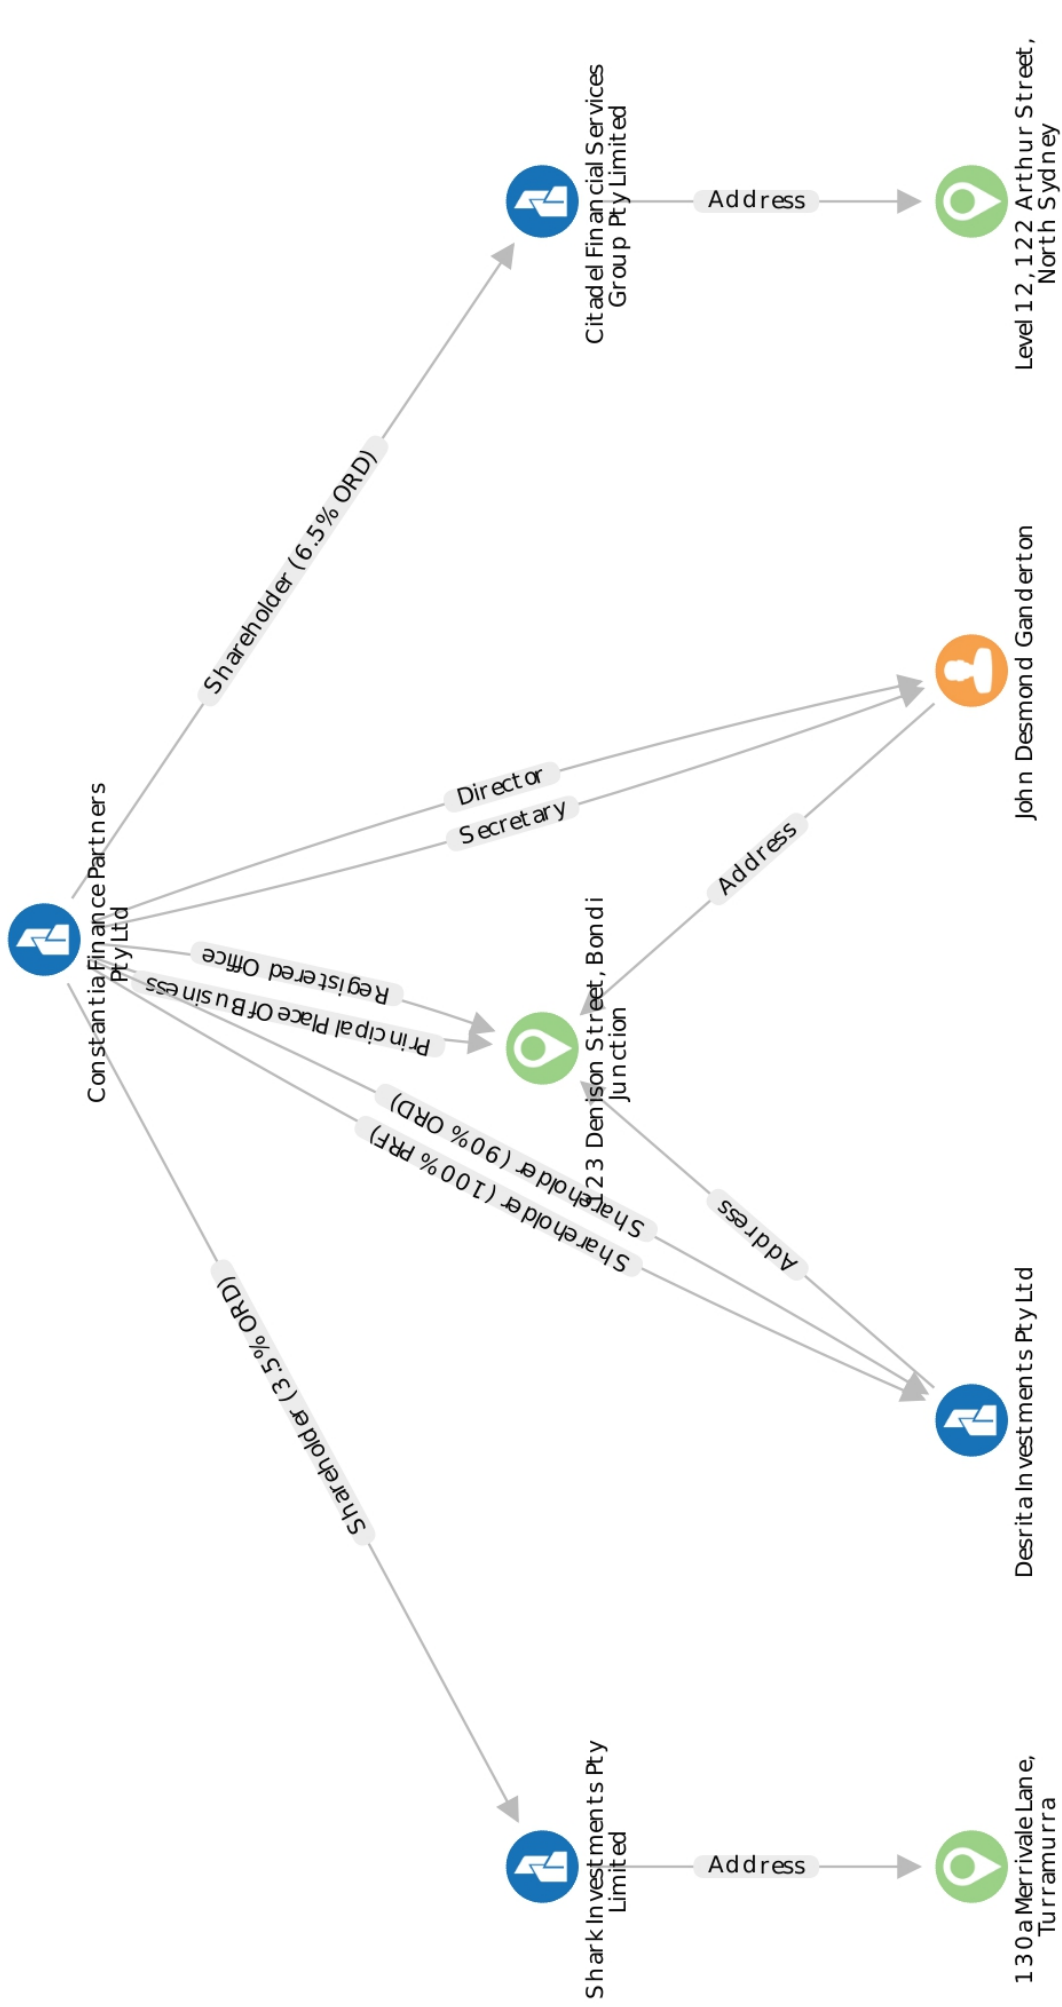 Constantia Finance Partners
Pty Ltd
Shareholder (3.5% ORD)
Shareholder (100% PRF)
Shareholder (90% ORD)
Principal Place Of Business
Registered Office
Secretary
Director
Shareholder (6.5% ORD)
Shark Investments Pty
Limited
123 Denison Street, Bondi
Junction
Citadel Financial Services
Group Pty Limited
Address
Address
Address
Address
130a Merrivale Lane,
Turramurra
Desrita Investments Pty Ltd
John Desmond Ganderton
Level 12, 122 Arthur Street,
North Sydney